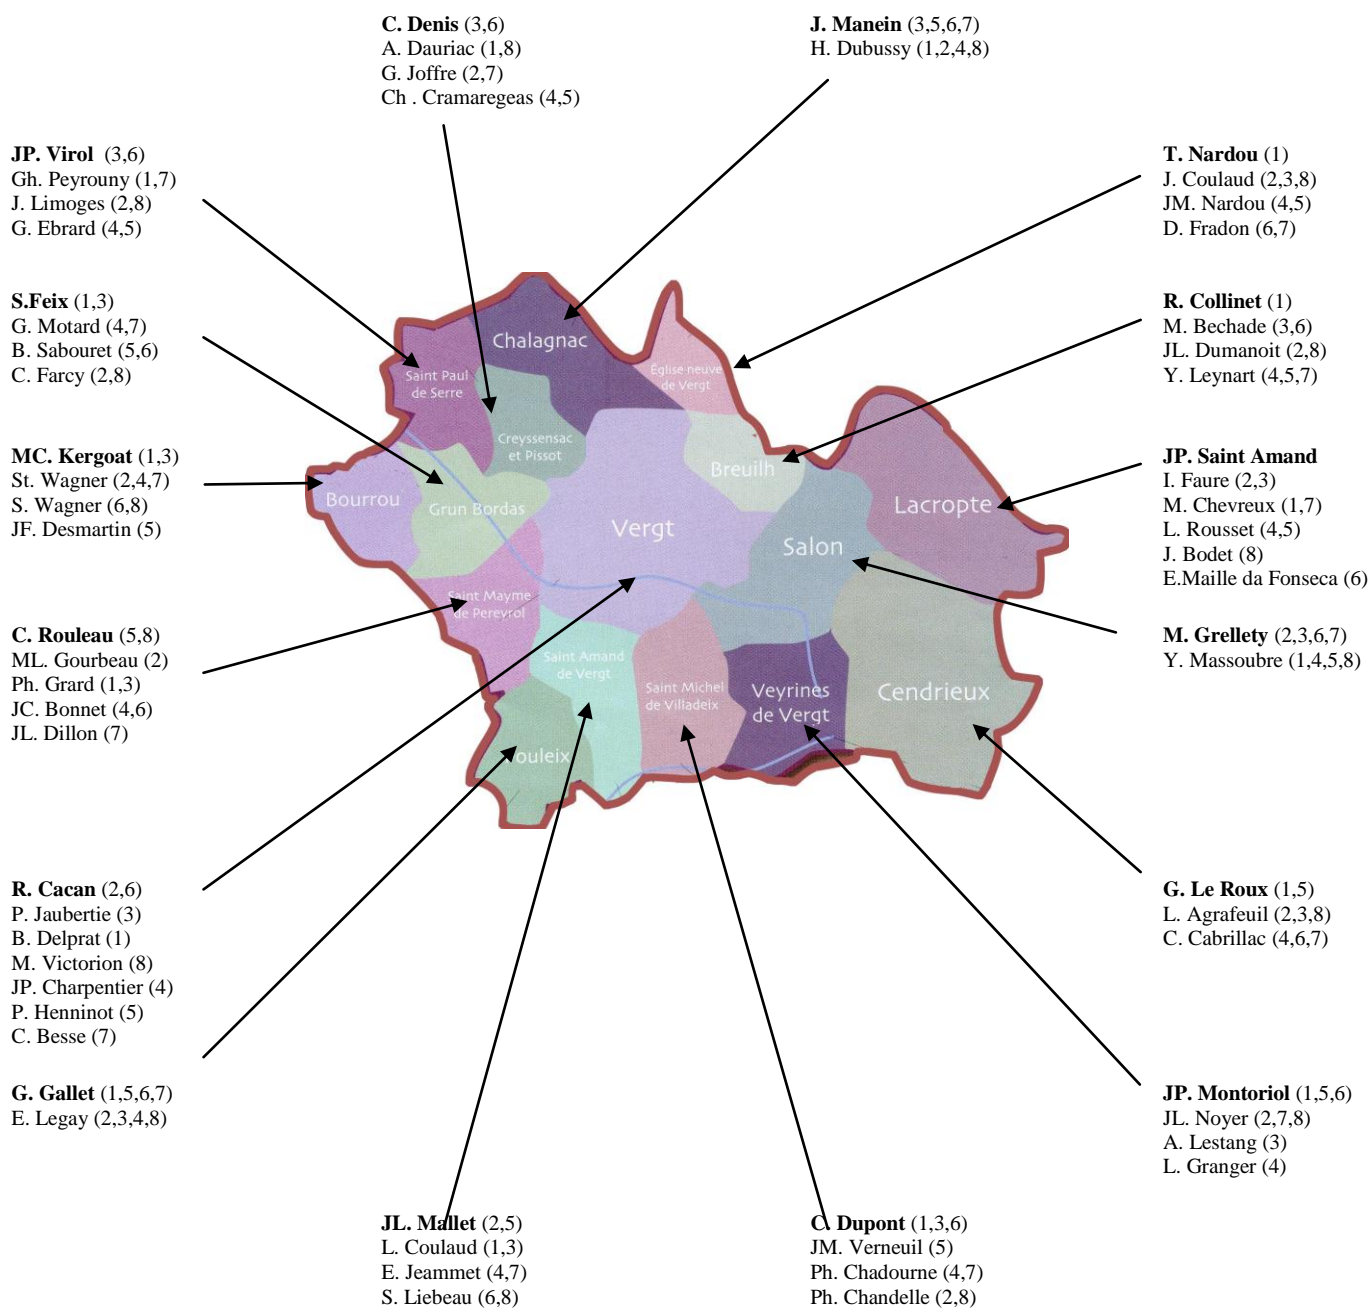 C. Denis (3,6)
A. Dauriac (1,8)
G. Joffre (2,7)
Ch . Cramaregeas (4,5)
J. Manein (3,5,6,7)
H. Dubussy (1,2,4,8)
JP. Virol (3,6)
Gh. Peyrouny (1,7)
J. Limoges (2,8)
G. Ebrard (4,5)
T. Nardou (1)
J. Coulaud (2,3,8)
JM. Nardou (4,5)
D. Fradon (6,7)
S.Feix (1,3)
G. Motard (4,7)
B. Sabouret (5,6)
C. Farcy (2,8)
R. Collinet (1)
M. Bechade (3,6)
JL. Dumanoit (2,8)
Y. Leynart (4,5,7)
MC. Kergoat (1,3)
St. Wagner (2,4,7)
S. Wagner (6,8)
JF. Desmartin (5)
JP. Saint Amand
I. Faure (2,3)
M. Chevreux (1,7)
L. Rousset (4,5)
J. Bodet (8)
E.Maille da Fonseca (6)
Chalagnac
Saint Paul
de Serre
Église neuve
de Vergt
Creyssensac
et Pissot
Breuilh
Bourrou
Grun Bordas
Vergt
Salon
Lacropte
Saint Mayme
de Pereyrol
Saint Amand
de Vergt
Saint Michel
de Villadeix
Veyrines
de Vergt
Cendrieux
ouleix
C. Rouleau (5,8)
ML. Gourbeau (2)
Ph. Grard (1,3)
JC. Bonnet (4,6)
JL. Dillon (7)
M. Grellety (2,3,6,7)
Y. Massoubre (1,4,5,8)
R. Cacan (2,6)
P. Jaubertie (3)
B. Delprat (1)
M. Victorion (8)
JP. Charpentier (4)
P. Henninot (5)
C. Besse (7)
G. Le Roux (1,5)
L. Agrafeuil (2,3,8)
C. Cabrillac (4,6,7)
G. Gallet (1,5,6,7)
E. Legay (2,3,4,8)
JP. Montoriol (1,5,6)
JL. Noyer (2,7,8)
A. Lestang (3)
L. Granger (4)
JL. Mallet (2,5)
L. Coulaud (1,3)
E. Jeammet (4,7)
S. Liebeau (6,8)
C. Dupont (1,3,6)
JM. Verneuil (5)
Ph. Chadourne (4,7)
Ph. Chandelle (2,8)